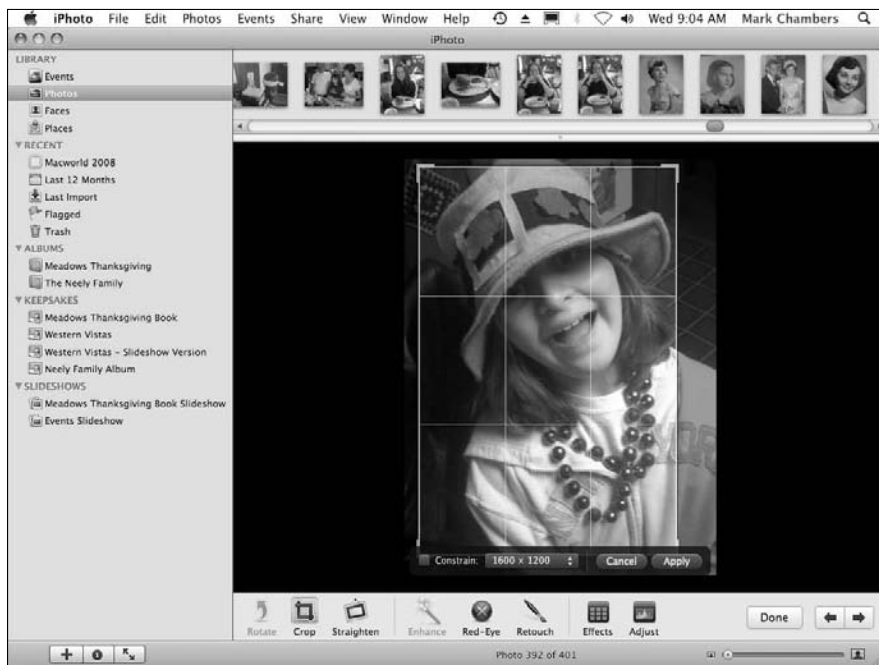 iPhoto File Edit Photos Events Share View Window Help Wed 9:04 AM Mark Chambers
iPhoto
LIBRARY
Events
Photos
Faces
Places
RECENT
Macworld 2008
Last 12 Months
Last Import
Flagged
Trash
ALBUMS
Meadows Thanksgiving
The Neely Family
KEEPSAKES
Meadows Thanksgiving Book
Western Vistas
Western Vistas – Slideshow Version
Neely Family Album
SLIDESHOWS
Meadows Thanksgiving Book Slideshow
Events Slideshow
Constrain: 1600 × 1200 Cancel Apply
Rotate Crop Straighten Enhance Red-Eye Retouch Effects Adjust Done
Photo 392 of 401